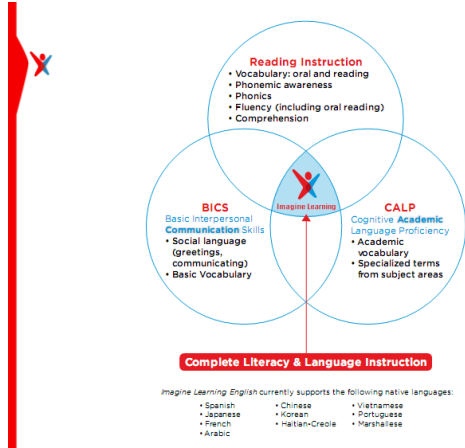 Reading Instruction
• Vocabulary: oral and reading
• Phonemic awareness
• Phonics
• Fluency (including oral reading)
• Comprehension
Imagine Learning
BICS
Basic Interpersonal
Communication Skills
• Social language
(greetings,
communicating)
• Basic Vocabulary
CALP
Cognitive Academic
Language Proficiency
• Academic
vocabulary
• Specialized terms
from subject areas
Complete Literacy & Language Instruction
Imagine Learning English currently supports the following native languages:
• Spanish
• Japanese
• French
• Arabic
• Chinese
• Korean
• Haitian-Creole
• Vietnamese
• Portuguese
• Marshallese